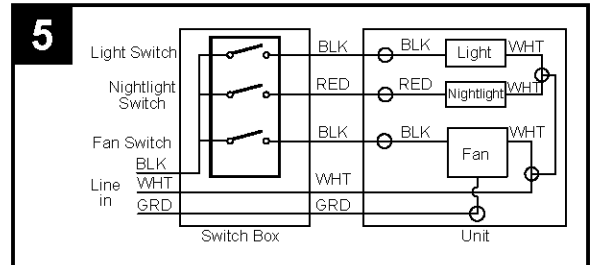 5
Light Switch
BLK
BLK
Light
WHT
Nightlight
Switch
RED
RED
Nightlight
WHT
Fan Switch
BLK
BLK
Fan
WHT
BLK
Line
in
WHT
WHT
GRD
GRD
Switch Box
Unit